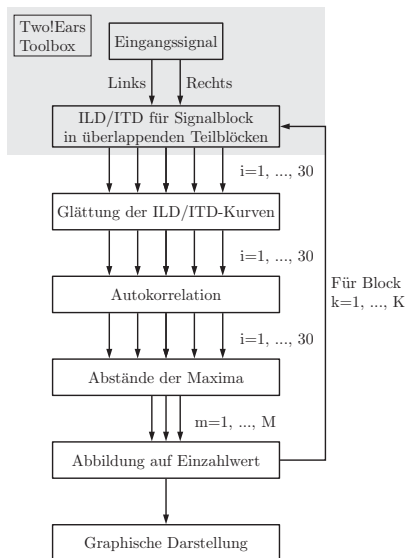 Two!Ears
Toolbox
Eingangssignal
Links
Rechts
ILD/ITD für Signalblock
in überlappenden Teilblöcken
i=1, ..., 30
Glättung der ILD/ITD-Kurven
i=1, ..., 30
Für Block
k=1, ..., K
Autokorrelation
i=1, ..., 30
Abstände der Maxima
m=1, ..., M
Abbildung auf Einzahlwert
Graphische Darstellung